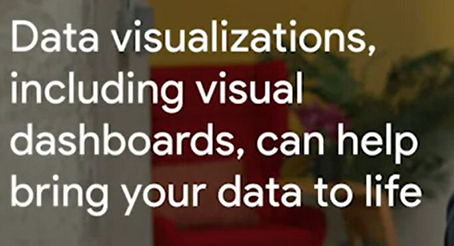 Data visualizations,
including visual
dashboards, can help
bring your data to life